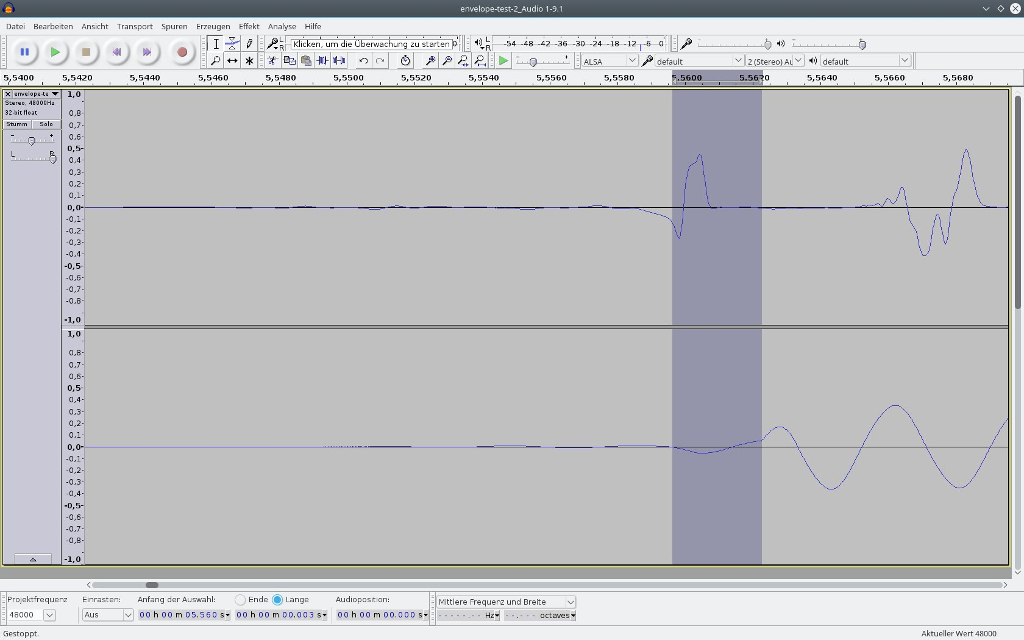 envelope-test-2_Audio 1-9.1
Datei Bearbeiten Ansicht Transport Spuren Erzeugen Effekt Analyse Hilfe
Klicken, um die Überwachung zu starten
-54 -48 -42 -36 -30 -24 -18 -12 -6 0
ALSA default 2 (Stereo) Au default
5,5400 5,5420 5,5440 5,5460 5,5480 5,5500 5,5520 5,5540 5,5560 5,5580 5,5600 5,5620 5,5640 5,5660 5,5680
envelope-te
Stereo, 48000Hz
32-bit float
Stumm Solo
- +
L R
1,0
0,8
0,7
0,6
0,5
0,4
0,3
0,2
0,1
0,0
-0,1
-0,2
-0,3
-0,4
-0,5
-0,6
-0,7
-0,8
-1,0
1,0
0,8
0,7
0,6
0,5
0,4
0,3
0,2
0,1
0,0
-0,1
-0,2
-0,3
-0,4
-0,5
-0,6
-0,7
-0,8
-1,0
Projektfrequenz Einrasten: Anfang der Auswahl: Ende Länge Audioposition: Mittlere Frequenz und Breite
48000 Aus 00 h 00 m 05.560 s 00 h 00 m 00.003 s 00 h 00 m 00.000 s Hz octaves
Gestoppt. Aktueller Wert 48000